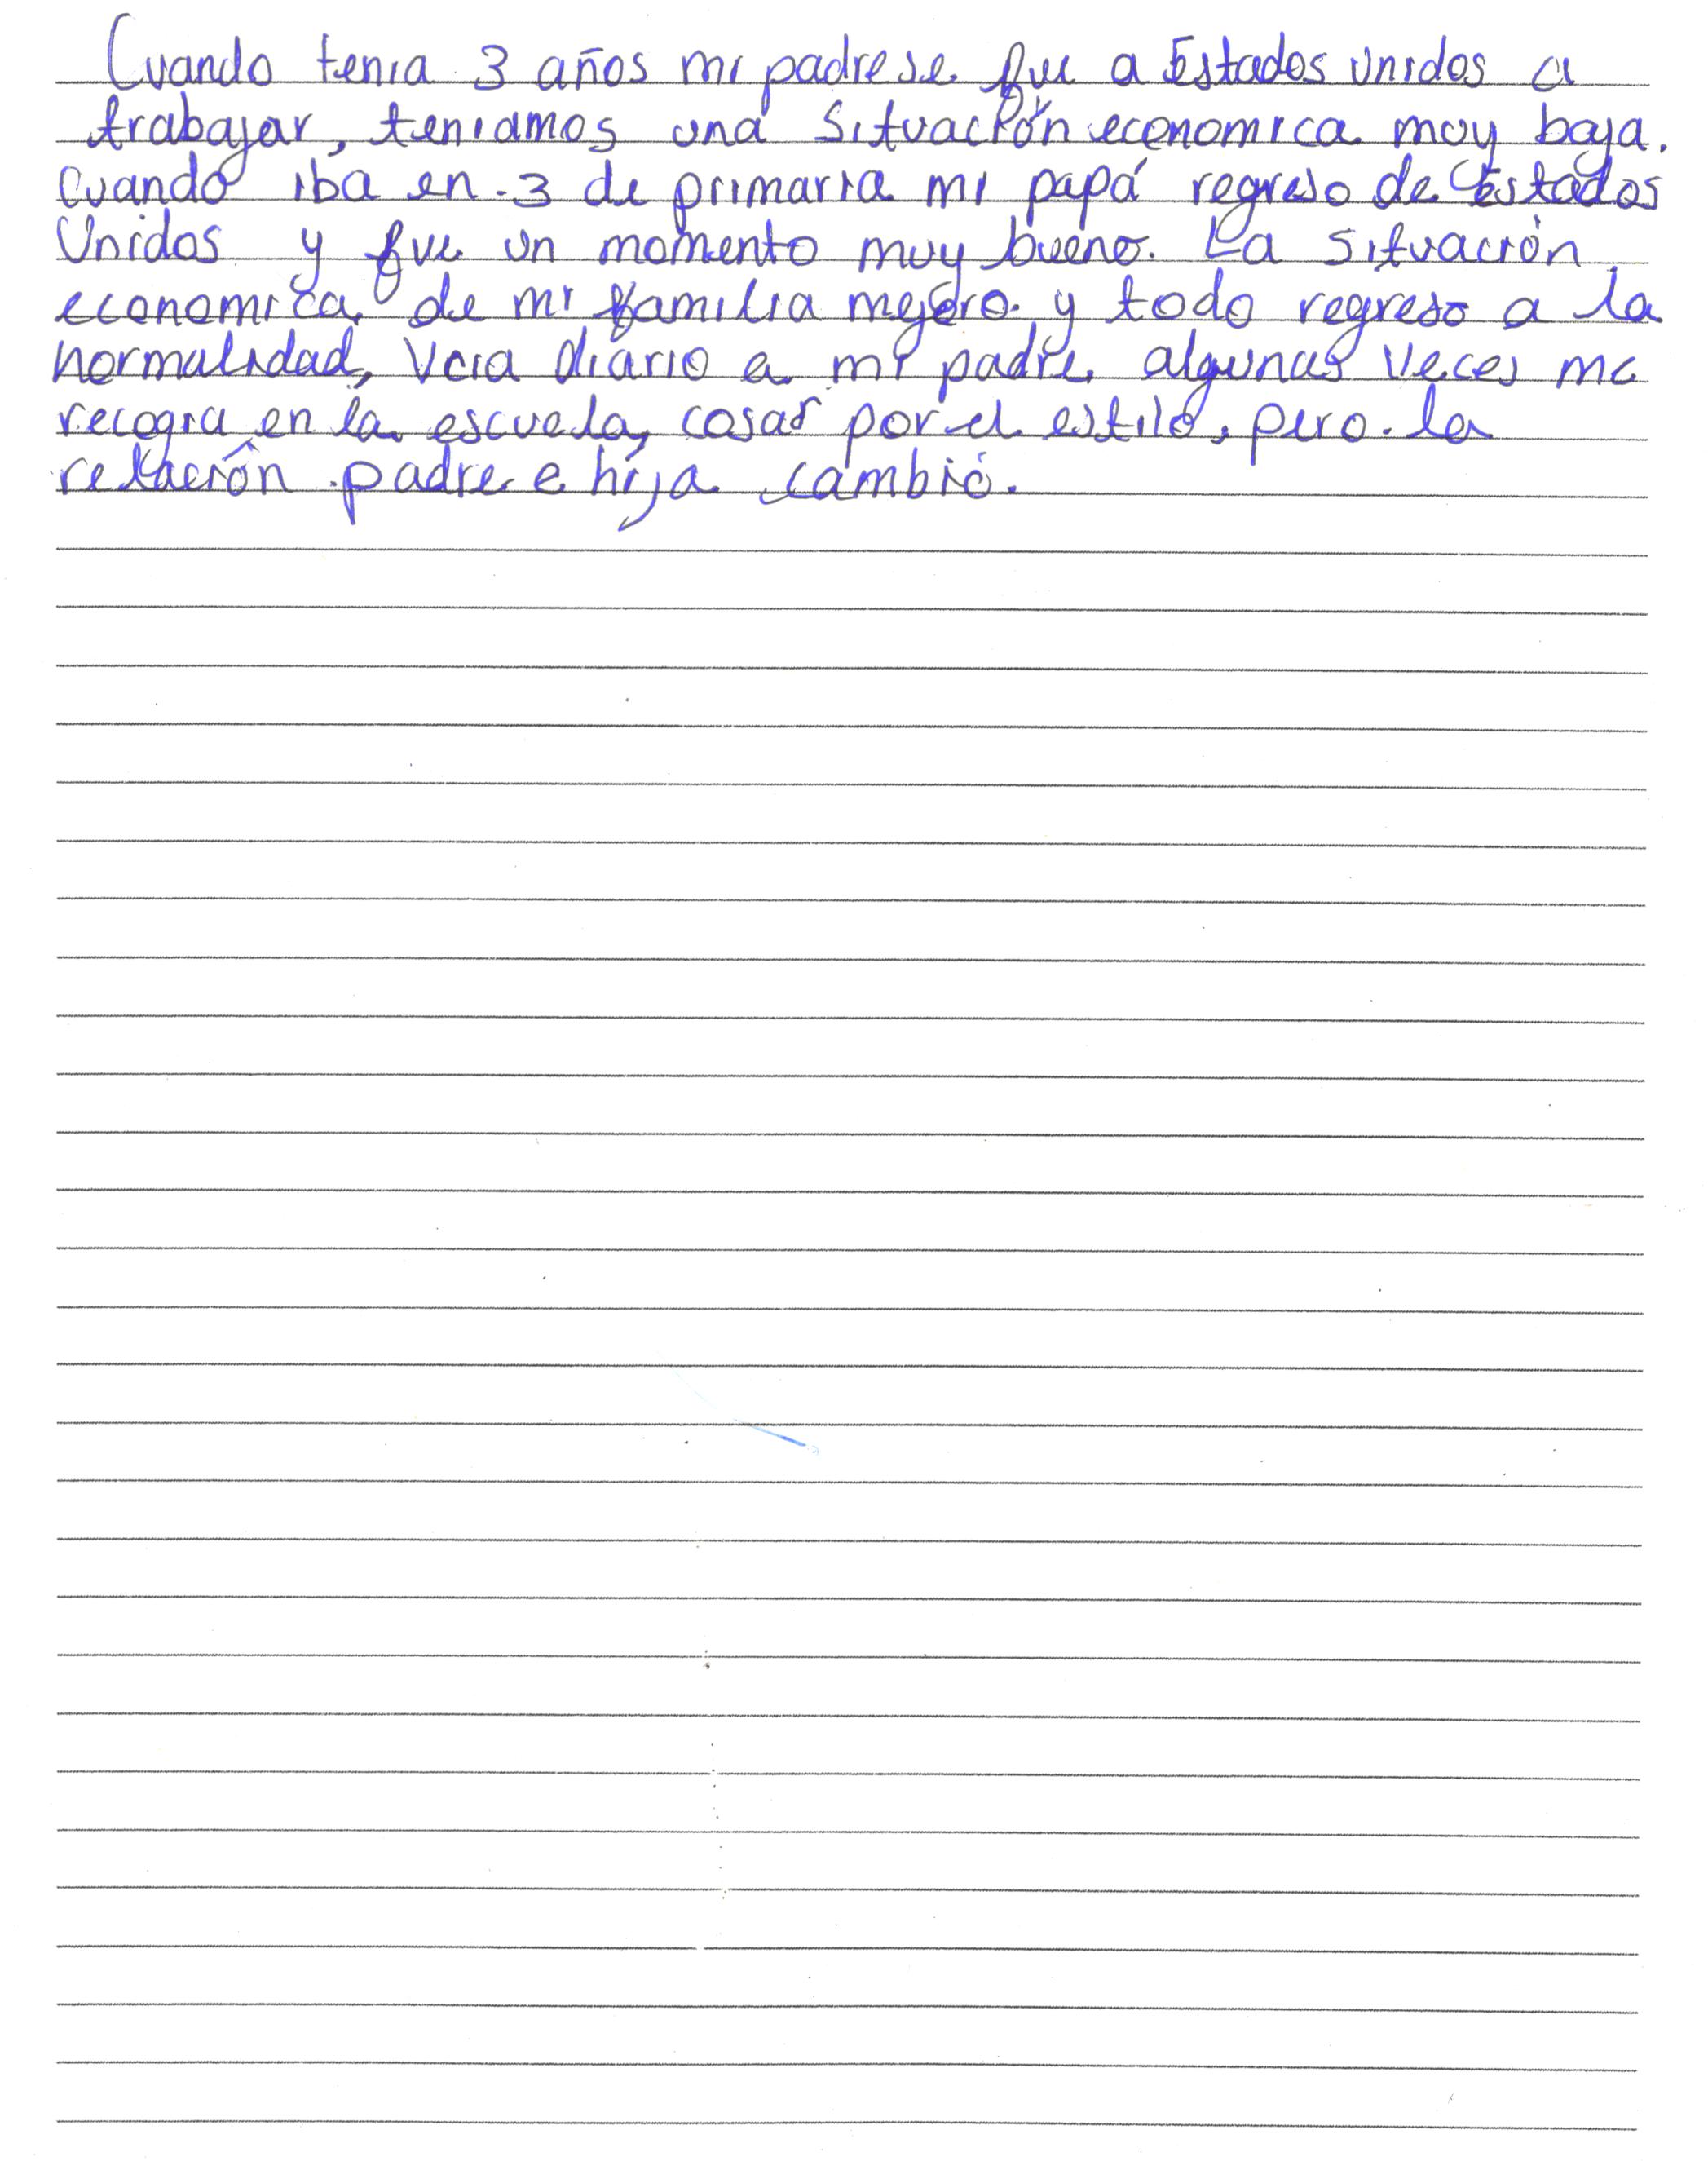 Cuando tenia 3 años mi padre se fue a Estados Unidos a
trabajar, teniamos una situación economica muy baja.
Cuando iba en 3 de primaria mi papá regreso de Estados
Unidos y fue un momento muy bueno. La situación
economica de mi familia mejoro y todo regreso a la
normalidad, veia diario a mi padre algunas veces me
recogia en la escuela, cosas por el estilo, pero la
relación padre e hija cambió.